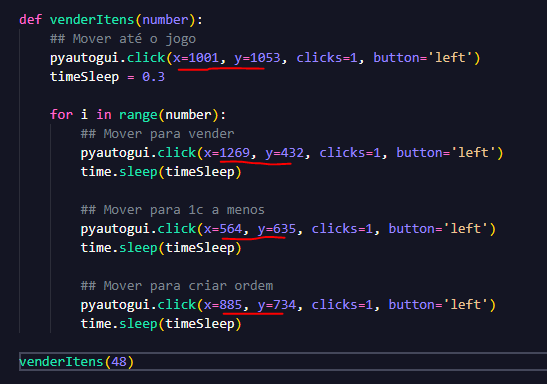 def venderItens(number):
## Mover até o jogo
pyautogui.click(x=1001, y=1053, clicks=1, button='left')
timeSleep = 0.3
for i in range(number):
## Mover para vender
pyautogui.click(x=1269, y=432, clicks=1, button='left')
time.sleep(timeSleep)
## Mover para 1c a menos
pyautogui.click(x=564, y=635, clicks=1, button='left')
time.sleep(timeSleep)
## Mover para criar ordem
pyautogui.click(x=885, y=734, clicks=1, button='left')
time.sleep(timeSleep)
venderItens(48)